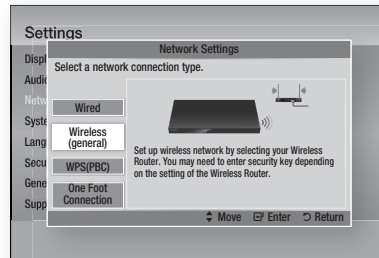 Settings
Network Settings
Displ
Select a network connection type.
Audio
Netw
Wired
Syste
Wireless
(general)
Lang
Set up wireless network by selecting your Wireless
Router. You may need to enter security key depending
on the setting of the Wireless Router.
Secu
WPS(PBC)
Gene
One Foot
Connection
Supp
Move Enter Return